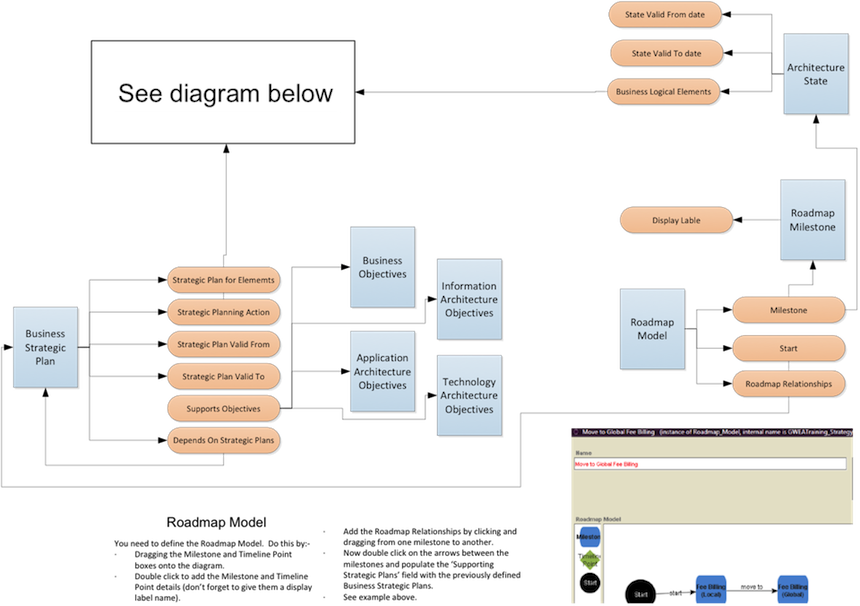 State Valid From date
State Valid To date
Business Logical Elements
Architecture
State
See diagram below
Display Lable
Roadmap
Milestone
Business
Objectives
Information
Architecture
Objectives
Strategic Plan for Elememts
Strategic Planning Action
Strategic Plan Valid From
Strategic Plan Valid To
Supports Objectives
Depends On Strategic Plans
Business
Strategic
Plan
Application
Architecture
Objectives
Technology
Architecture
Objectives
Roadmap
Model
Milestone
Start
Roadmap Relationships
Move to Global Fee Billing (instance of Roadmap_Model, internal name is GWEATraining_Strategy
Name
Move to Global Fee Billing
Roadmap Model
Milestone
Timeline
Point
Start
Start
start
Fee Billing
(Local)
move to
Fee Billing
(Global)
Roadmap Model
You need to define the Roadmap Model. Do this by:-
· Dragging the Milestone and Timeline Point
boxes onto the diagram.
· Double click to add the Milestone and Timeline
Point details (don't forget to give them a display
label name).
· Add the Roadmap Relationships by clicking and
dragging from one milestone to another.
· Now double click on the arrows between the
milestones and populate the 'Supporting
Strategic Plans' field with the previously defined
Business Strategic Plans.
· See example above.